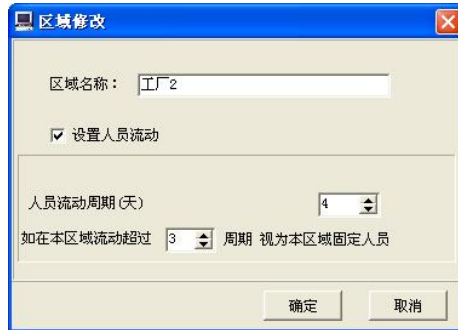 区域修改
区域名称： 工厂2
设置人员流动
人员流动周期(天) 4
如在本区域流动超过 3 周期 视为本区域固定人员
确定 取消